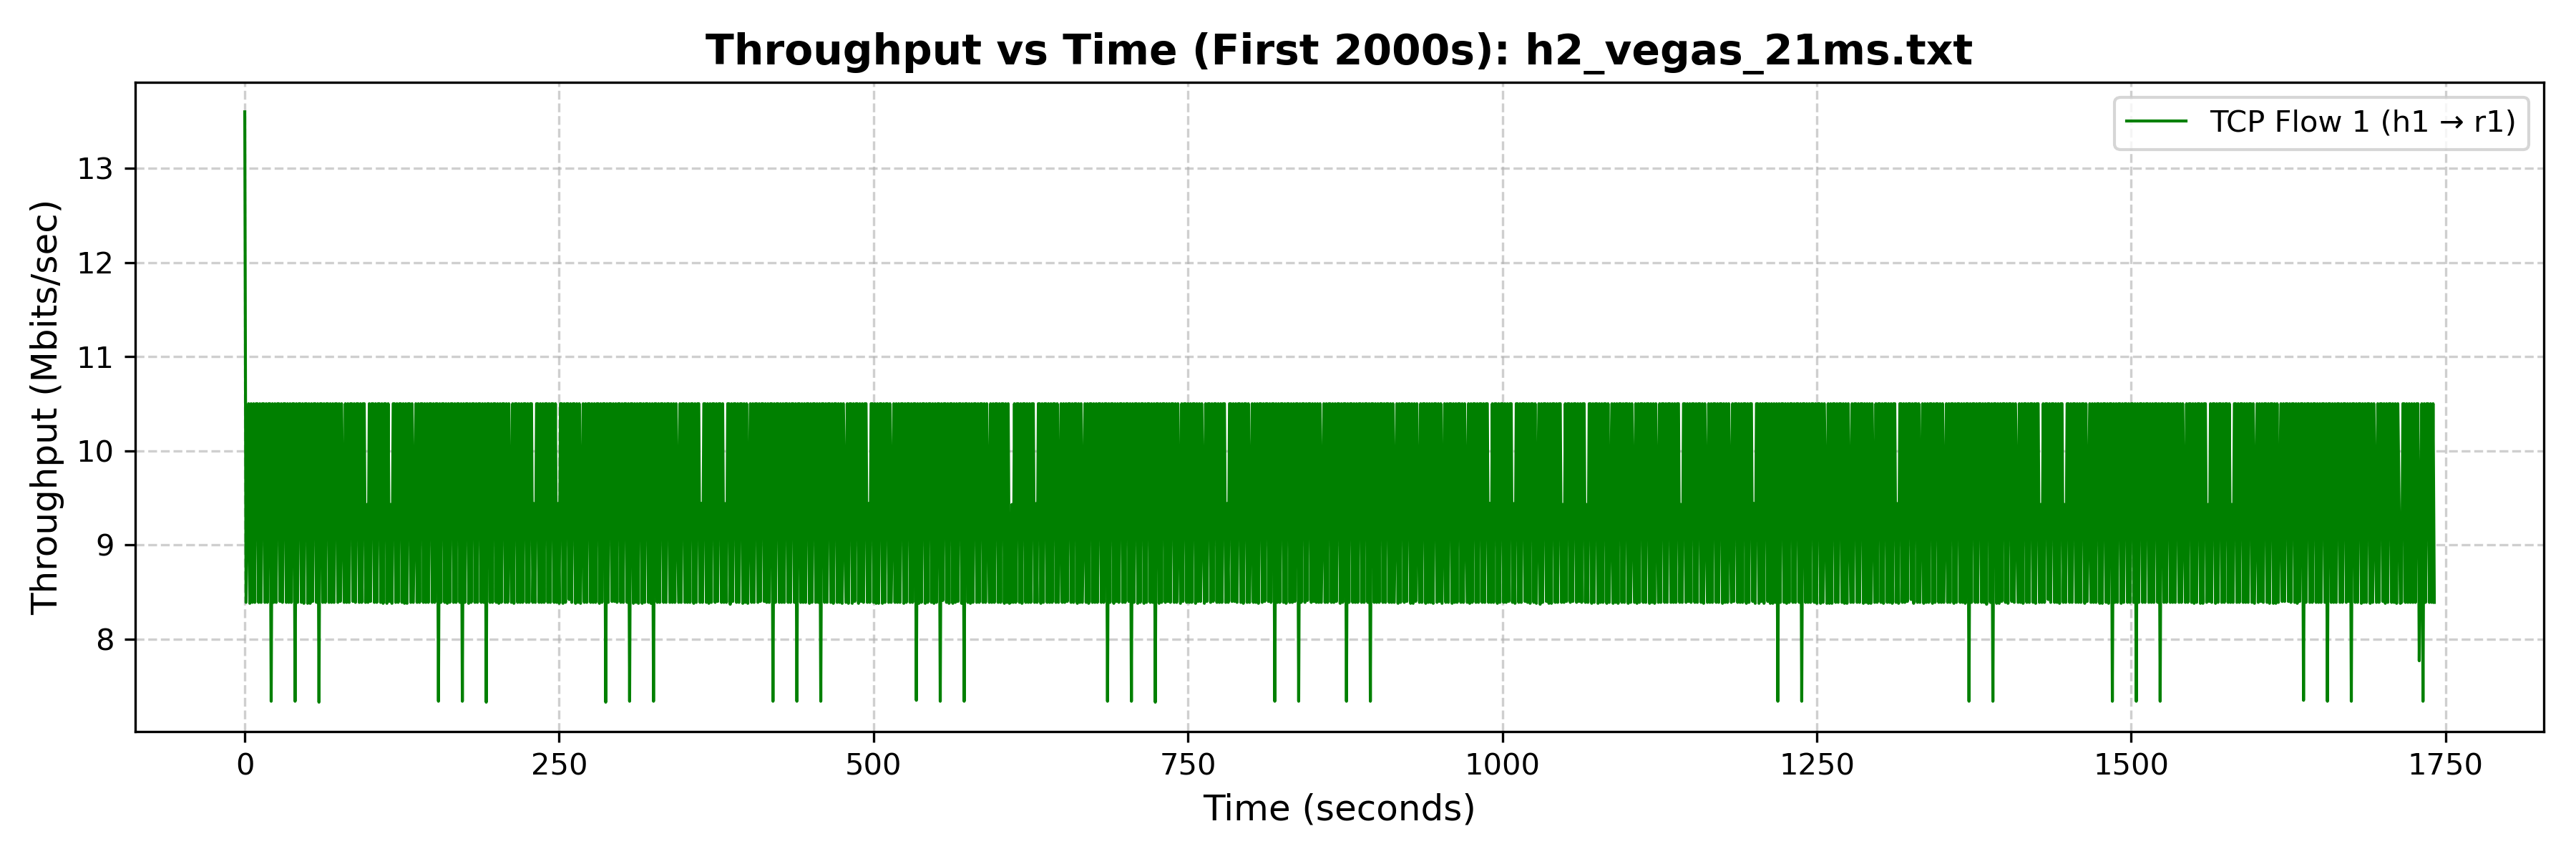 Throughput vs Time (First 2000s): h2_vegas_21ms.txt
TCP Flow 1 (h1 → r1)
Throughput (Mbits/sec)
13
12
11
10
9
8
0 250 500 750 1000 1250 1500 1750
Time (seconds)